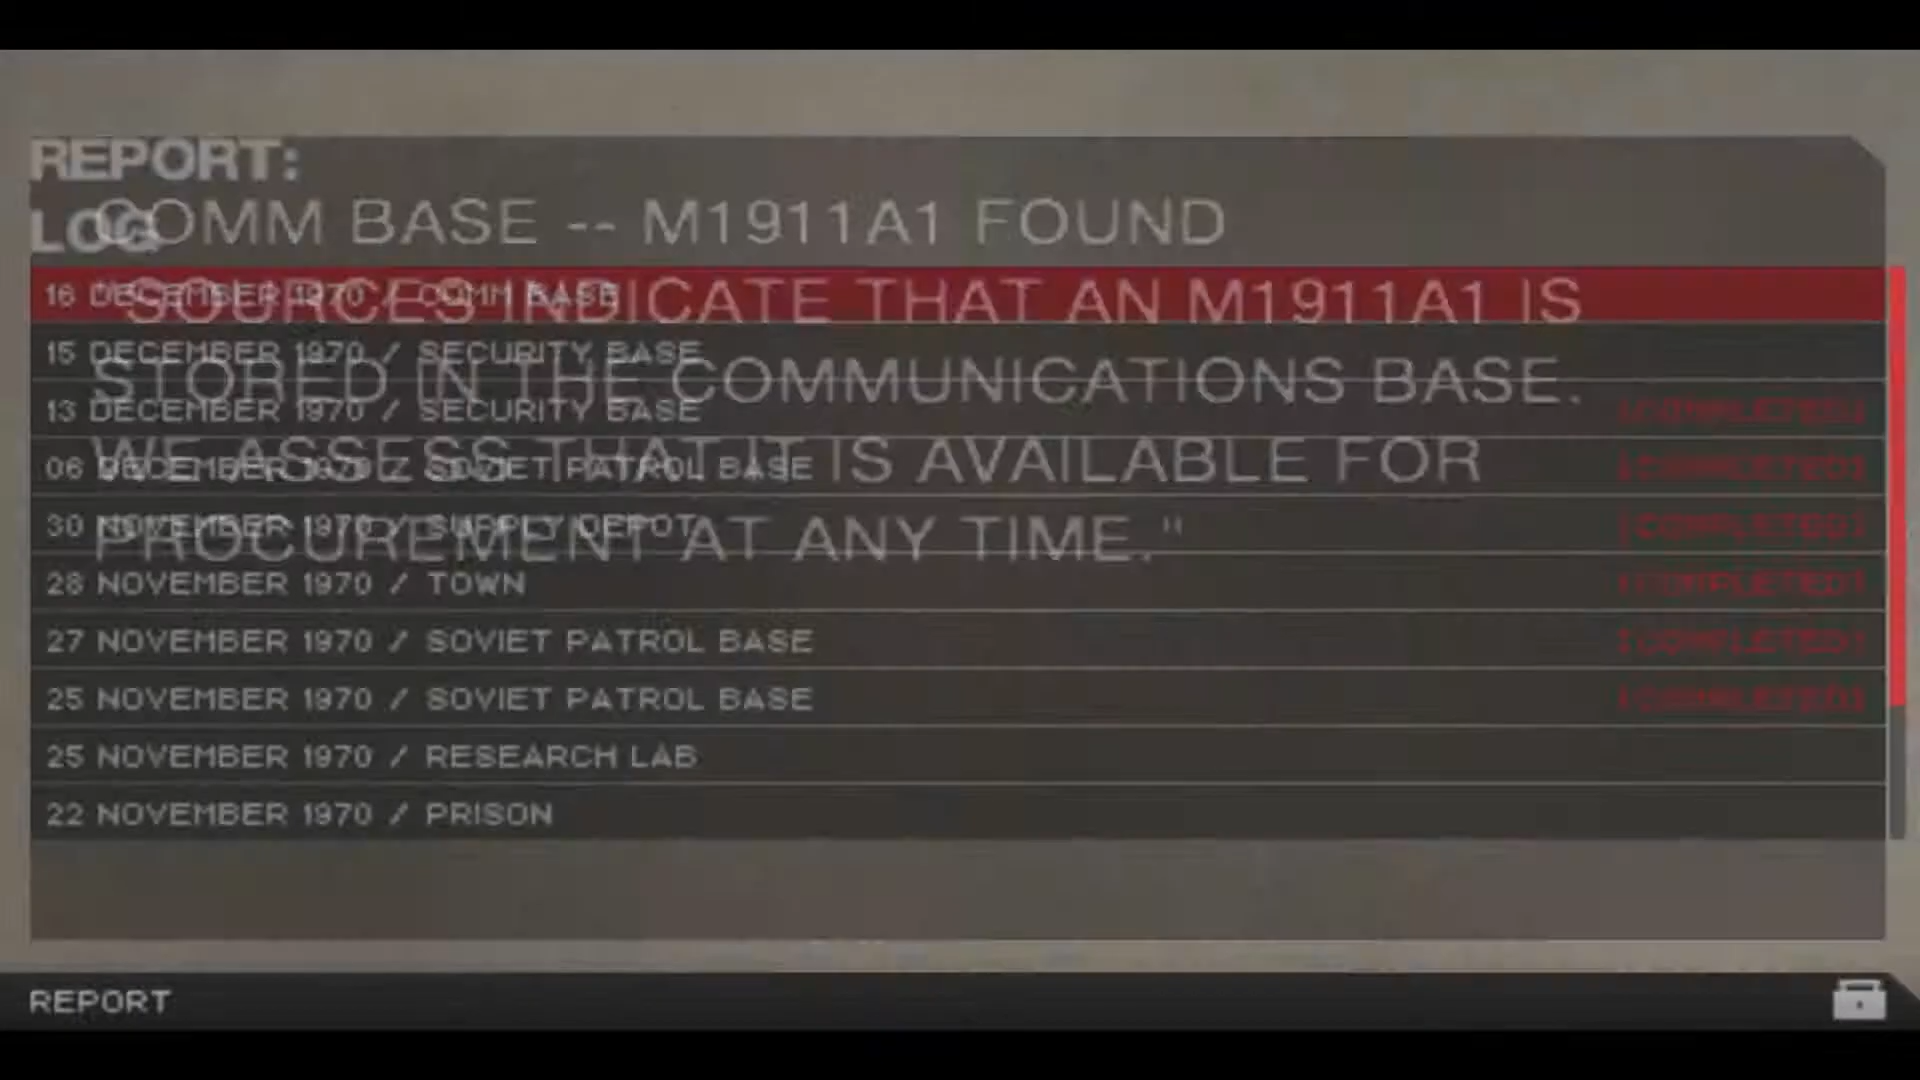 REPORT:
LOG
COMM BASE -- M1911A1 FOUND
"SOURCES INDICATE THAT AN M1911A1 IS
STORED IN THE COMMUNICATIONS BASE.
WE ASSESS THAT IT IS AVAILABLE FOR
PROCUREMENT AT ANY TIME."
16 DECEMBER 1970 / COMM BASE
15 DECEMBER 1970 / SECURITY BASE
13 DECEMBER 1970 / SECURITY BASE [COMPLETED]
06 DECEMBER 1970 / SOVIET PATROL BASE [COMPLETED]
30 NOVEMBER 1970 / SUPPLY DEPOT [COMPLETED]
28 NOVEMBER 1970 / TOWN [COMPLETED]
27 NOVEMBER 1970 / SOVIET PATROL BASE [COMPLETED]
25 NOVEMBER 1970 / SOVIET PATROL BASE [COMPLETED]
25 NOVEMBER 1970 / RESEARCH LAB
22 NOVEMBER 1970 / PRISON
REPORT